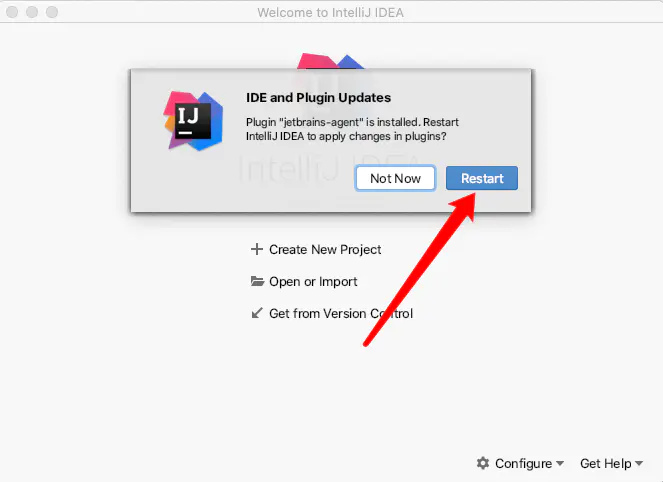 Welcome to IntelliJ IDEA
IJ
IDE and Plugin Updates
Plugin "jetbrains-agent" is installed. Restart
IntelliJ IDEA to apply changes in plugins?
IntelliJ IDEA
Not Now
Restart
Create New Project
Open or Import
Get from Version Control
Configure
Get Help